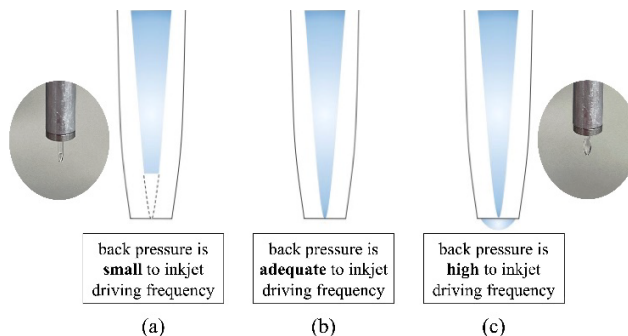 back pressure is
small to inkjet
driving frequency
back pressure is
adequate to inkjet
driving frequency
back pressure is
high to inkjet
driving frequency
(a)
(b)
(c)